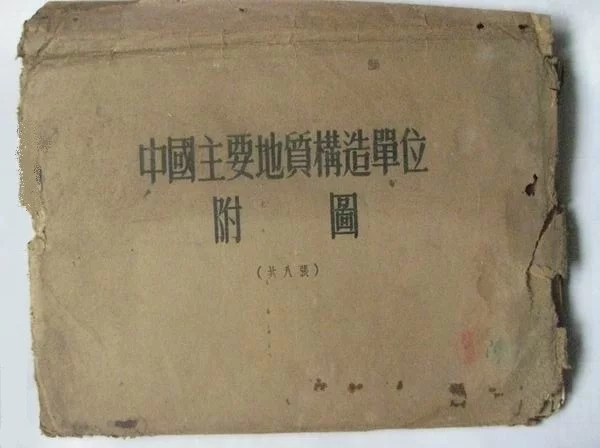 中國主要地質構造單位
附 圖
(共八張)